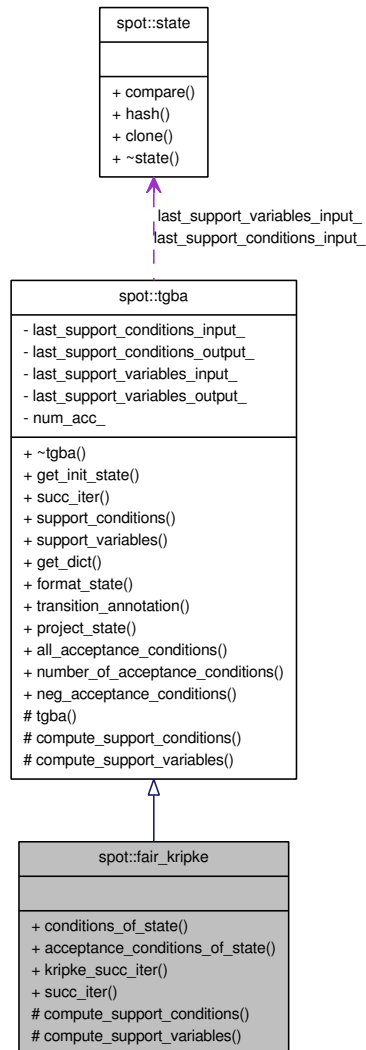 spot::state
+ compare()
+ hash()
+ clone()
+ ~state()
last_support_variables_input_
last_support_conditions_input_
spot::tgba
- last_support_conditions_input_
- last_support_conditions_output_
- last_support_variables_input_
- last_support_variables_output_
- num_acc_
+ ~tgba()
+ get_init_state()
+ succ_iter()
+ support_conditions()
+ support_variables()
+ get_dict()
+ format_state()
+ transition_annotation()
+ project_state()
+ all_acceptance_conditions()
+ number_of_acceptance_conditions()
+ neg_acceptance_conditions()
# tgba()
# compute_support_conditions()
# compute_support_variables()
spot::fair_kripke
+ conditions_of_state()
+ acceptance_conditions_of_state()
+ kripke_succ_iter()
+ succ_iter()
# compute_support_conditions()
# compute_support_variables()